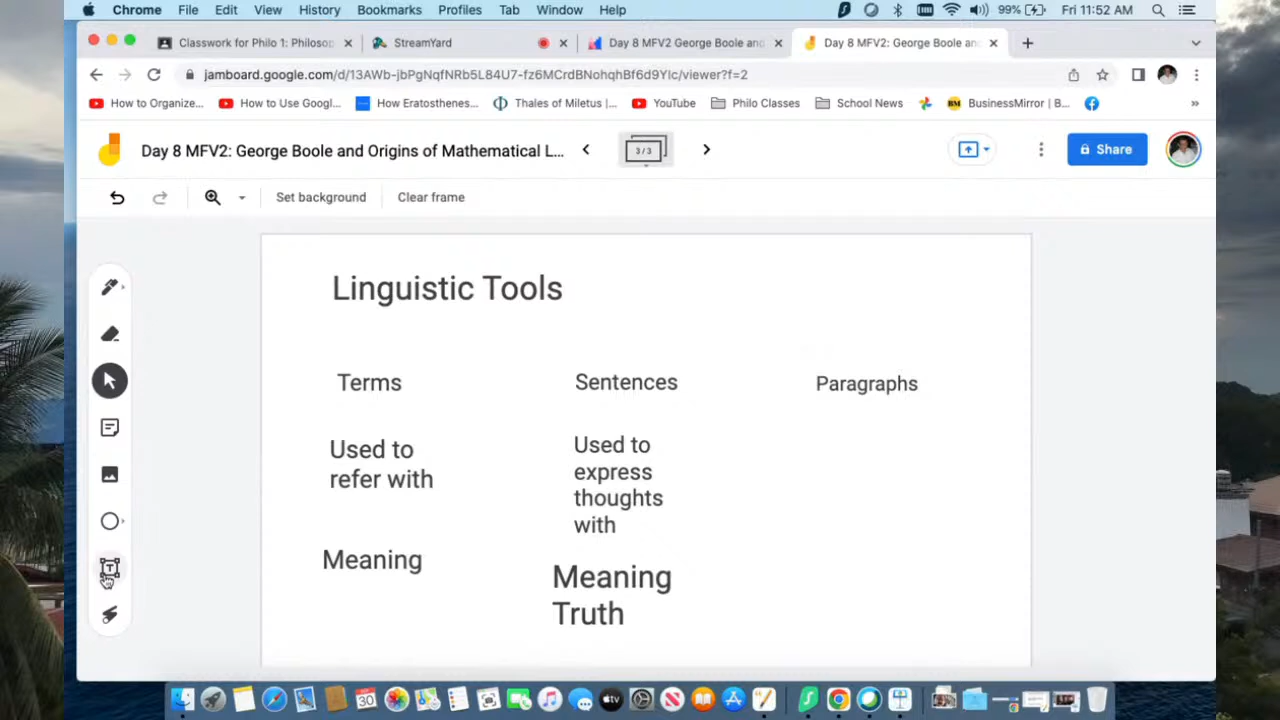 Chrome File Edit View History Bookmarks Profiles Tab Window Help 99% Fri 11:52 AM
Classwork for Philo 1: Philosop
StreamYard
Day 8 MFV2 George Boole and
Day 8 MFV2: George Boole and
jamboard.google.com/d/13AWb-jbPgNqfNRb5L84U7-fz6MCrdBNohqhBf6d9YIc/viewer?f=2
How to Organize... How to Use Googl... How Eratosthenes... Thales of Miletus |... YouTube Philo Classes School News BM BusinessMirror | B... »
Day 8 MFV2: George Boole and Origins of Mathematical L... 3/3 Share
Set background Clear frame
Linguistic Tools
Terms
Used to
refer with
Meaning
Sentences
Used to
express
thoughts
with
Meaning
Truth
Paragraphs
30